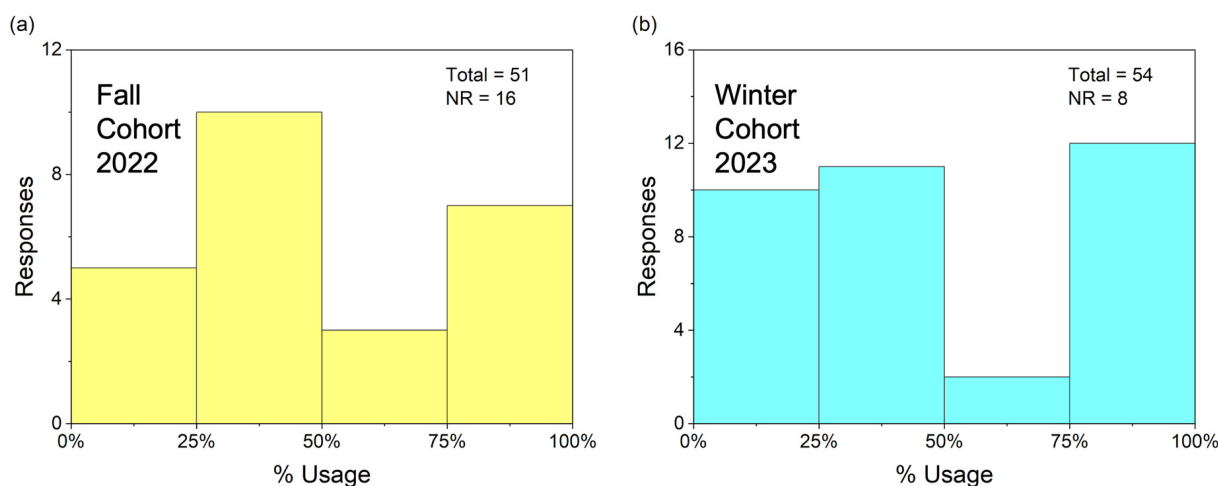 (a)
12
8
4
0
Responses
Fall
Cohort
2022
Total = 51
NR = 16
0%
25%
50%
75%
100%
% Usage
(b)
16
12
8
4
0
Responses
Winter
Cohort
2023
Total = 54
NR = 8
0%
25%
50%
75%
100%
% Usage